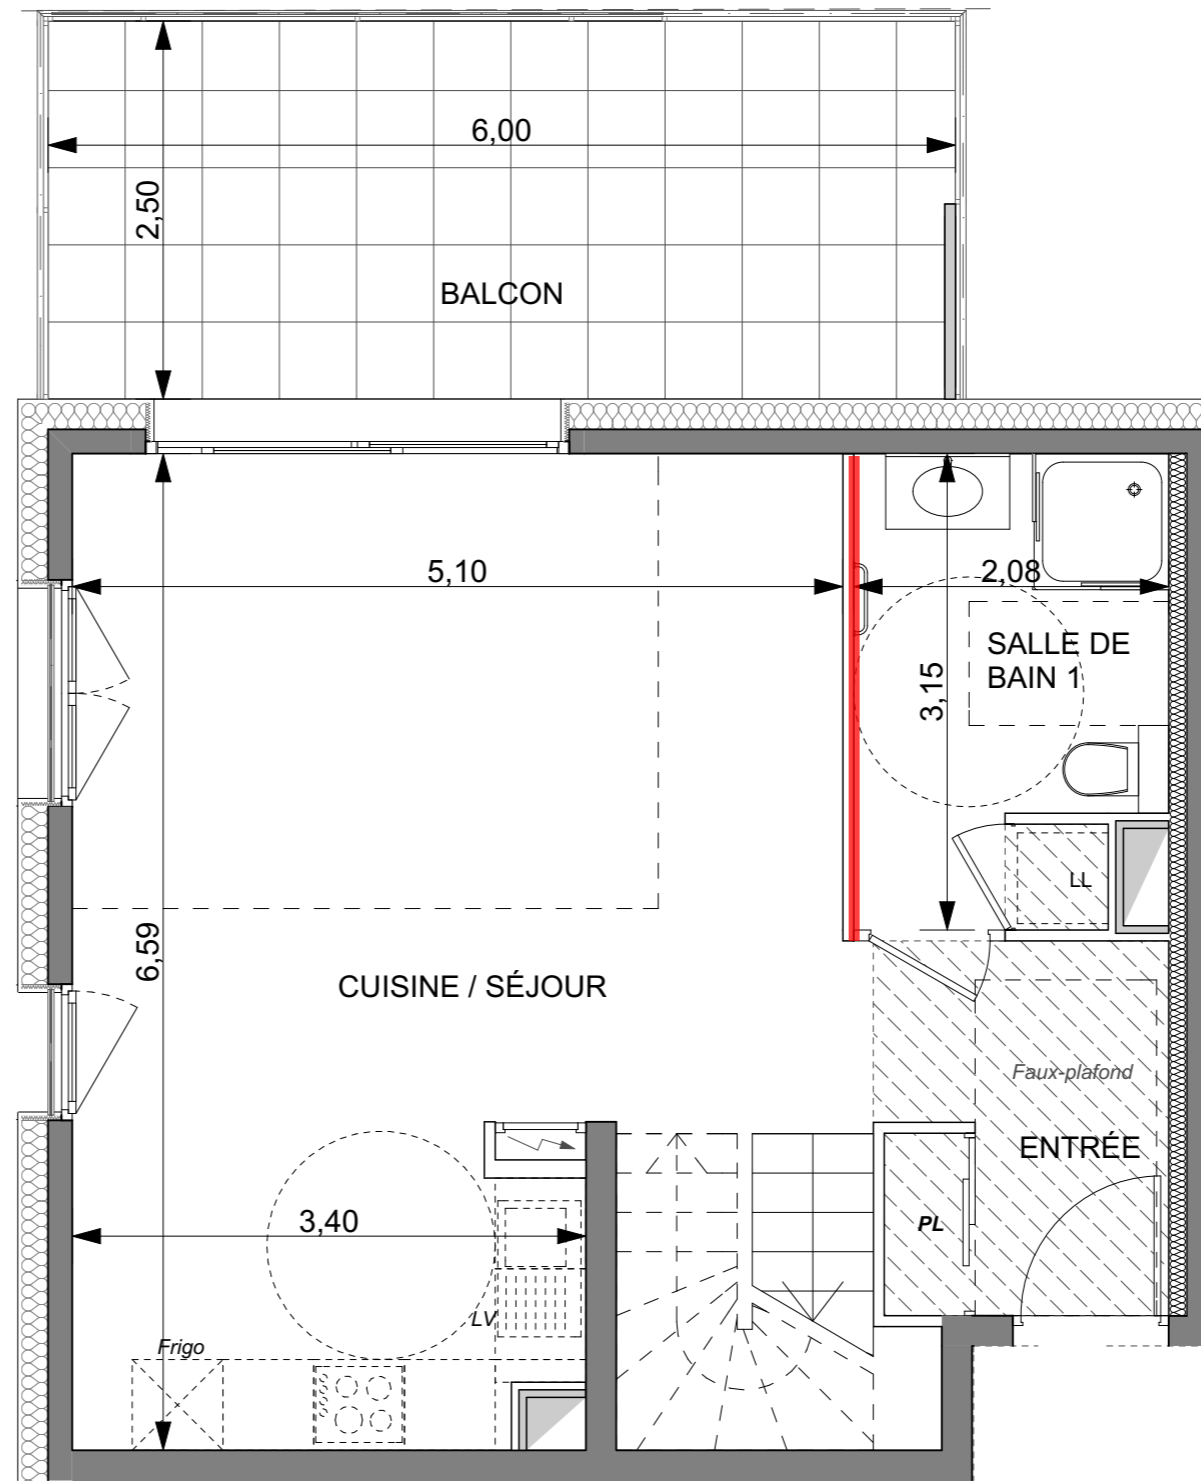 6,00
2,50
BALCON
5,10
2,08
SALLE DE
BAIN 1
3,15
LL
6,59
CUISINE / SÉJOUR
Faux-plafond
ENTRÉE
3,40
PL
LV
Frigo